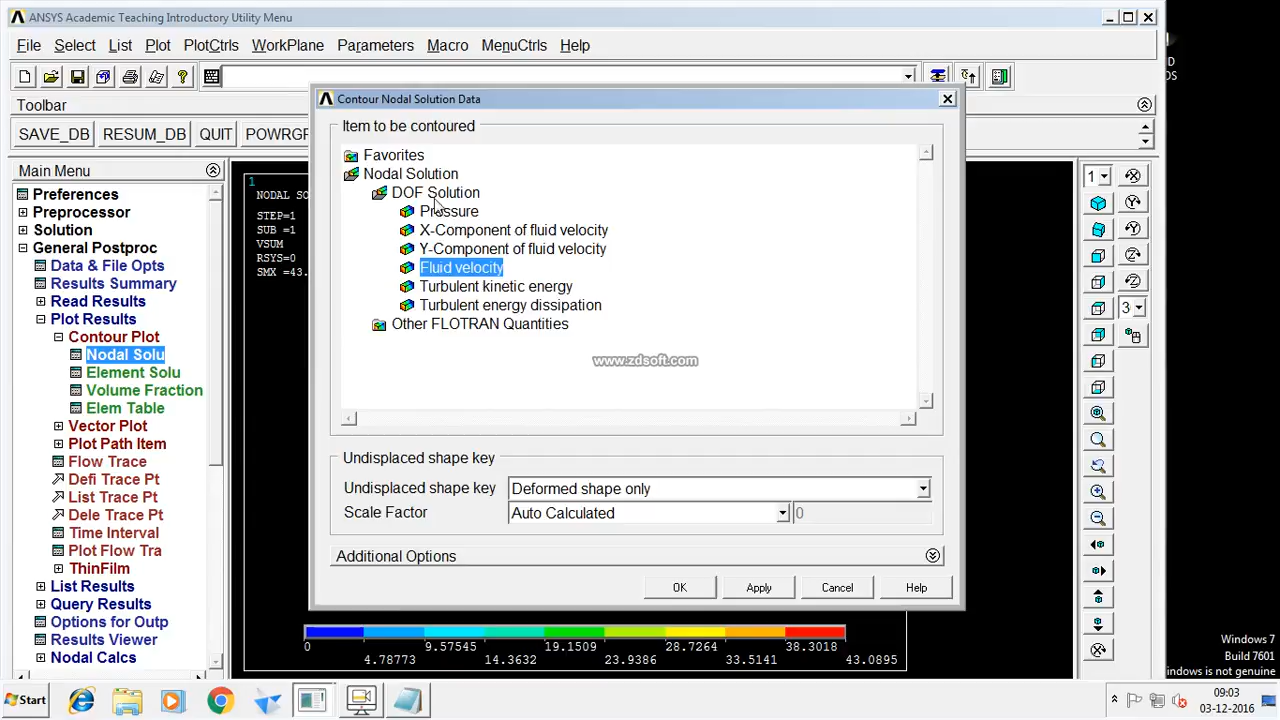 ANSYS Academic Teaching Introductory Utility Menu
File Select List Plot PlotCtrls WorkPlane Parameters Macro MenuCtrls Help
Toolbar
SAVE_DB RESUM_DB QUIT POWRGR
Main Menu
Preferences
Preprocessor
Solution
General Postproc
Data & File Opts
Results Summary
Read Results
Plot Results
Contour Plot
Nodal Solu
Element Solu
Volume Fraction
Elem Table
Vector Plot
Plot Path Item
Flow Trace
Defi Trace Pt
List Trace Pt
Dele Trace Pt
Time Interval
Plot Flow Tra
ThinFilm
List Results
Query Results
Options for Outp
Results Viewer
Nodal Calcs
1
NODAL SO
STEP=1
SUB =1
VSUM
RSYS=0
SMX =43.
Contour Nodal Solution Data
Item to be contoured
Favorites
Nodal Solution
DOF Solution
Pressure
X-Component of fluid velocity
Y-Component of fluid velocity
Fluid velocity
Turbulent kinetic energy
Turbulent energy dissipation
Other FLOTRAN Quantities
www.zdsoft.com
Undisplaced shape key
Undisplaced shape key Deformed shape only
Scale Factor Auto Calculated 0
Additional Options
OK Apply Cancel Help
0 9.57545 19.1509 28.7264 38.3018
4.78773 14.3632 23.9386 33.5141 43.0895
1
3
D
OS
Windows 7
Build 7601
indows is not genuine
Start
09:03
03-12-2016